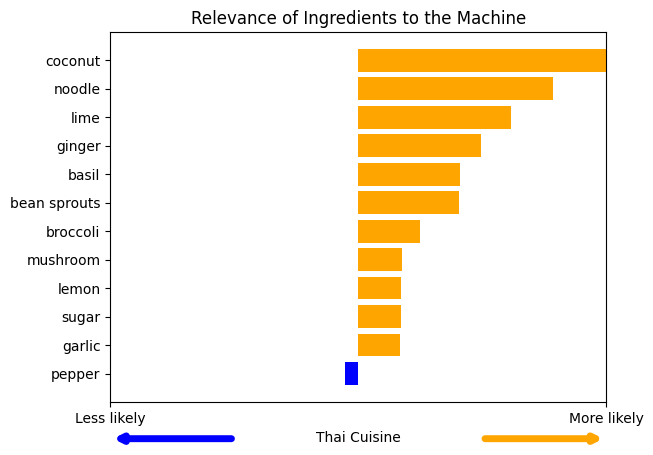 Relevance of Ingredients to the Machine
coconut
noodle
lime
ginger
basil
bean sprouts
broccoli
mushroom
lemon
sugar
garlic
pepper
Less likely
More likely
Thai Cuisine